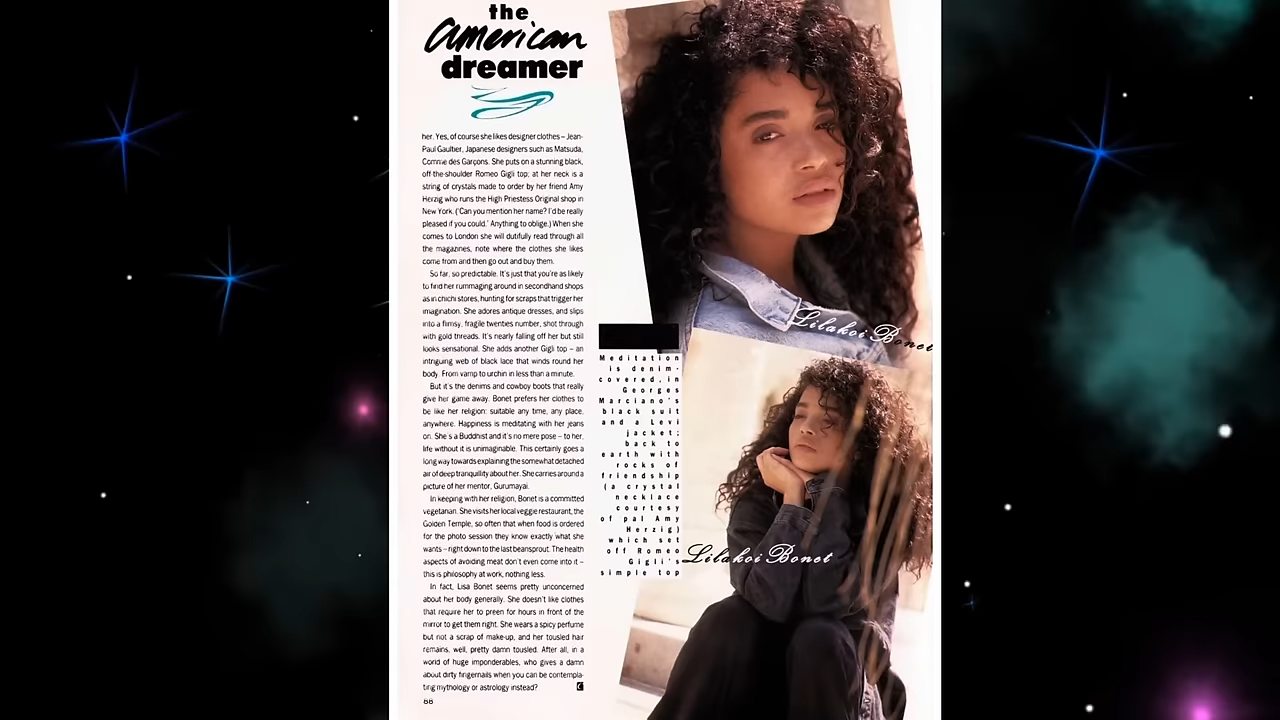 the
american
dreamer
her. Yes, of course she likes designer clothes – Jean-
Paul Gaultier, Japanese designers such as Matsuda,
Comme des Garçons. She puts on a stunning black,
off-the-shoulder Romeo Gigli top; at her neck is a
string of crystals made to order by her friend Amy
Herzig who runs the High Priestess Original shop in
New York. ('Can you mention her name? I'd be really
pleased if you could.' Anything to oblige.) When she
comes to London she will dutifully read through all
the magazines, note where the clothes she likes
come from and then go out and buy them.
So far, so predictable. It's just that you're as likely
to find her rummaging around in secondhand shops
as in chichi stores, hunting for scraps that trigger her
imagination. She adores antique dresses, and slips
into a flimsy, fragile twenties number, shot through
with gold threads. It's nearly falling off her but still
looks sensational. She adds another Gigli top – an
intriguing web of black lace that winds round her
body. From vamp to urchin in less than a minute.
But it's the denims and cowboy boots that really
give her game away. Bonet prefers her clothes to
be like her religion: suitable any time, any place,
anywhere. Happiness is meditating with her jeans
on. She's a Buddhist and it's no mere pose – to her,
life without it is unimaginable. This certainly goes a
long way towards explaining the somewhat detached
air of deep tranquillity about her. She carries around a
picture of her mentor, Gurumayai.
In keeping with her religion, Bonet is a committed
vegetarian. She visits her local veggie restaurant, the
Golden Temple, so often that when food is ordered
for the photo session they know exactly what she
wants – right down to the last beansprout. The health
aspects of avoiding meat don't even come into it –
this is philosophy at work, nothing less.
In fact, Lisa Bonet seems pretty unconcerned
about her body generally. She doesn't like clothes
that require her to preen for hours in front of the
mirror to get them right. She wears a spicy perfume
but not a scrap of make-up, and her tousled hair
remains, well, pretty damn tousled. After all, in a
world of huge imponderables, who gives a damn
about dirty fingernails when you can be contempla-
ting mythology or astrology instead? C
88
Lilakoi Bonet
Meditation
is denim-
covered, in
Georges
Marciano's
black suit
and a Levi
jacket;
back to
earth with
rocks of
friendship
(a crystal
necklace
courtesy
of pal Amy
Herzig)
which set
off Romeo
Gigli's
simple top
Lilakoi Bonet